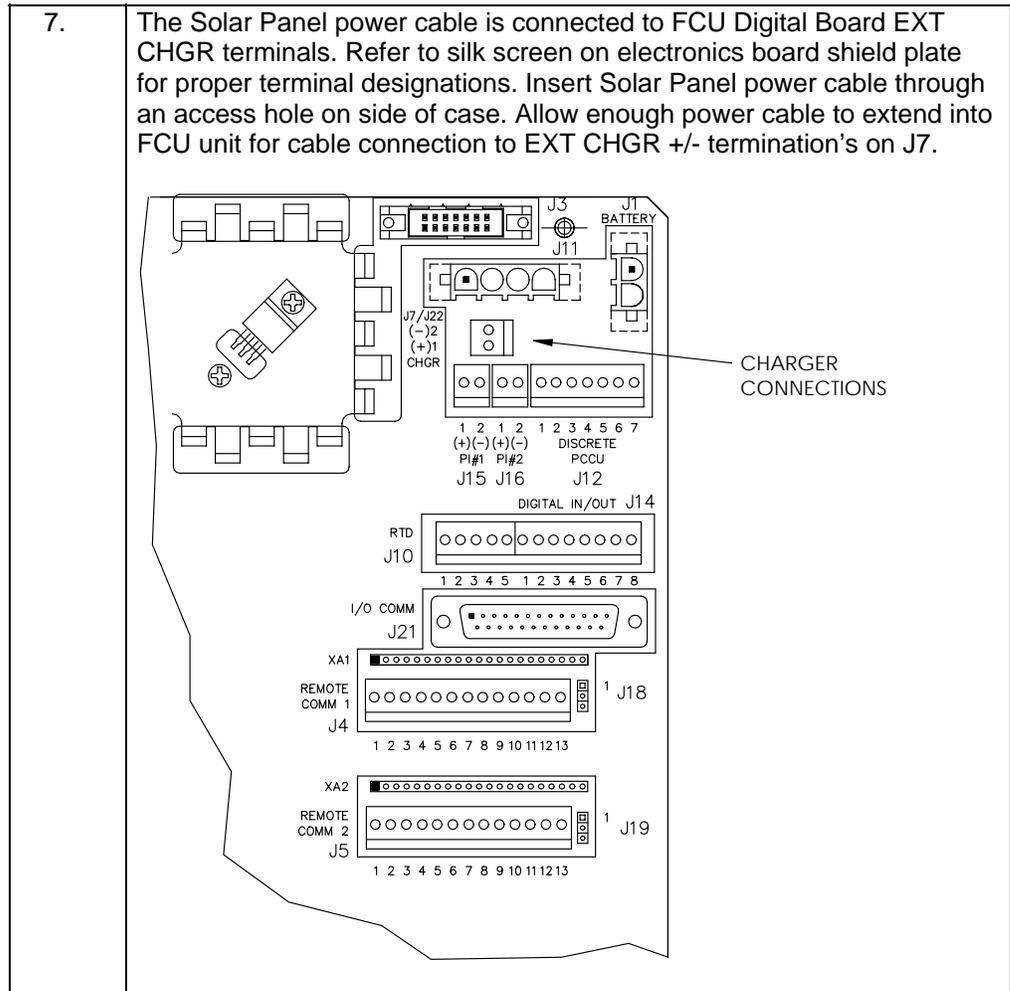 7.
The Solar Panel power cable is connected to FCU Digital Board EXT
CHGR terminals. Refer to silk screen on electronics board shield plate
for proper terminal designations. Insert Solar Panel power cable through
an access hole on side of case. Allow enough power cable to extend into
FCU unit for cable connection to EXT CHGR +/- termination's on J7.
J3
J1
BATTERY
J11
J7/J22
(−)2
(+)1
CHGR
CHARGER
CONNECTIONS
1 2 1 2 1 2 3 4 5 6 7
(+)(−) (+)(−) DISCRETE
PI#1 PI#2 PCCU
J15 J16 J12
DIGITAL IN/OUT J14
RTD
J10
1 2 3 4 5 1 2 3 4 5 6 7 8
I/O COMM
J21
XA1
REMOTE
COMM 1
J4
1 J18
1 2 3 4 5 6 7 8 9 10 11 12 13
XA2
REMOTE
COMM 2
J5
1 J19
1 2 3 4 5 6 7 8 9 10 11 12 13